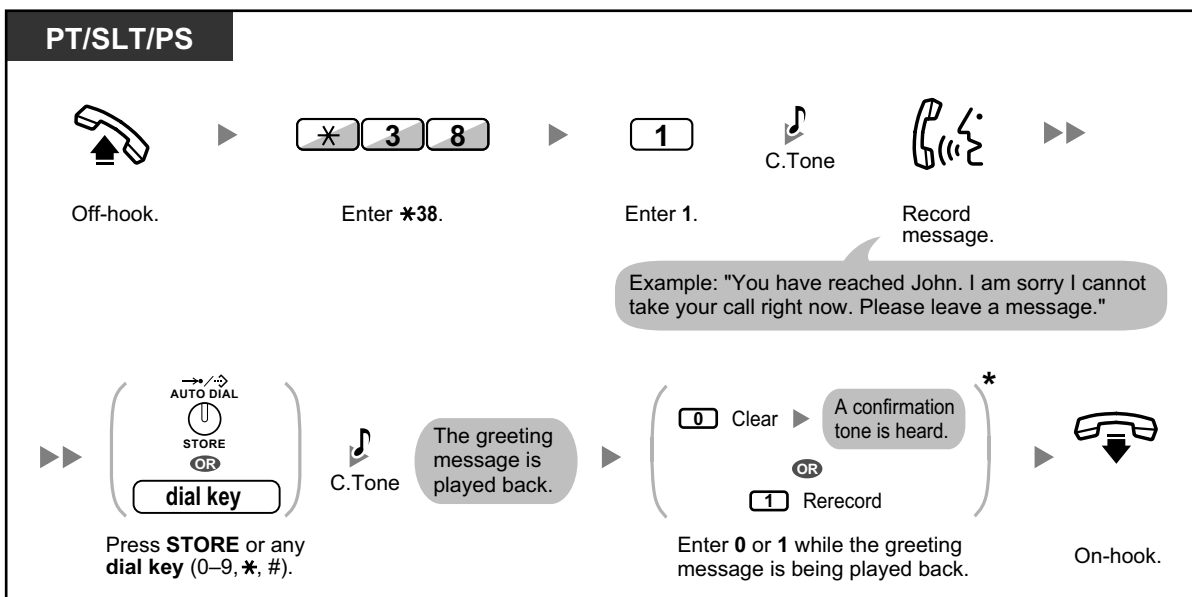 PT/SLT/PS
✳ 3 8
1
C.Tone
Off-hook.
Enter ✳38.
Enter 1.
Record
message.
Example: "You have reached John. I am sorry I cannot
take your call right now. Please leave a message."
AUTO DIAL
STORE
OR
dial key
C.Tone
The greeting
message is
played back.
0 Clear
A confirmation
tone is heard.
OR
1 Rerecord
*
Press STORE or any
dial key (0–9, ✳, #).
Enter 0 or 1 while the greeting
message is being played back.
On-hook.